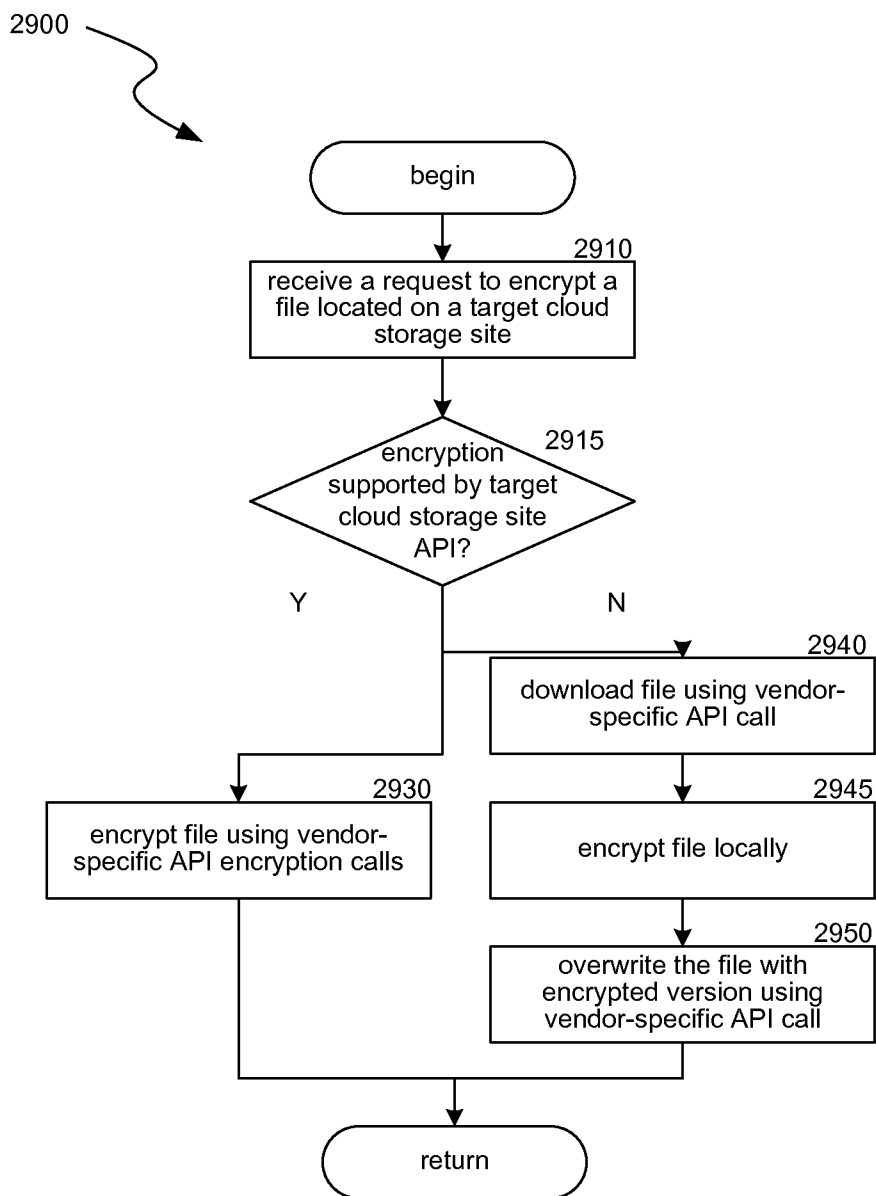 2900
begin
2910
receive a request to encrypt a
file located on a target cloud
storage site
2915
encryption
supported by target
cloud storage site
API?
Y
N
2940
download file using vendor-
specific API call
2930
encrypt file using vendor-
specific API encryption calls
2945
encrypt file locally
2950
overwrite the file with
encrypted version using
vendor-specific API call
return